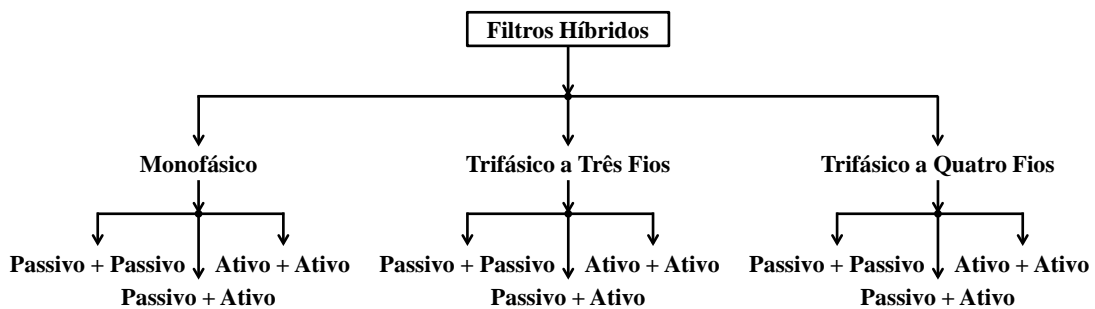 Filtros Híbridos
Monofásico
Trifásico a Três Fios
Trifásico a Quatro Fios
Passivo + Passivo
Ativo + Ativo
Passivo + Ativo
Passivo + Passivo
Ativo + Ativo
Passivo + Ativo
Passivo + Passivo
Ativo + Ativo
Passivo + Ativo